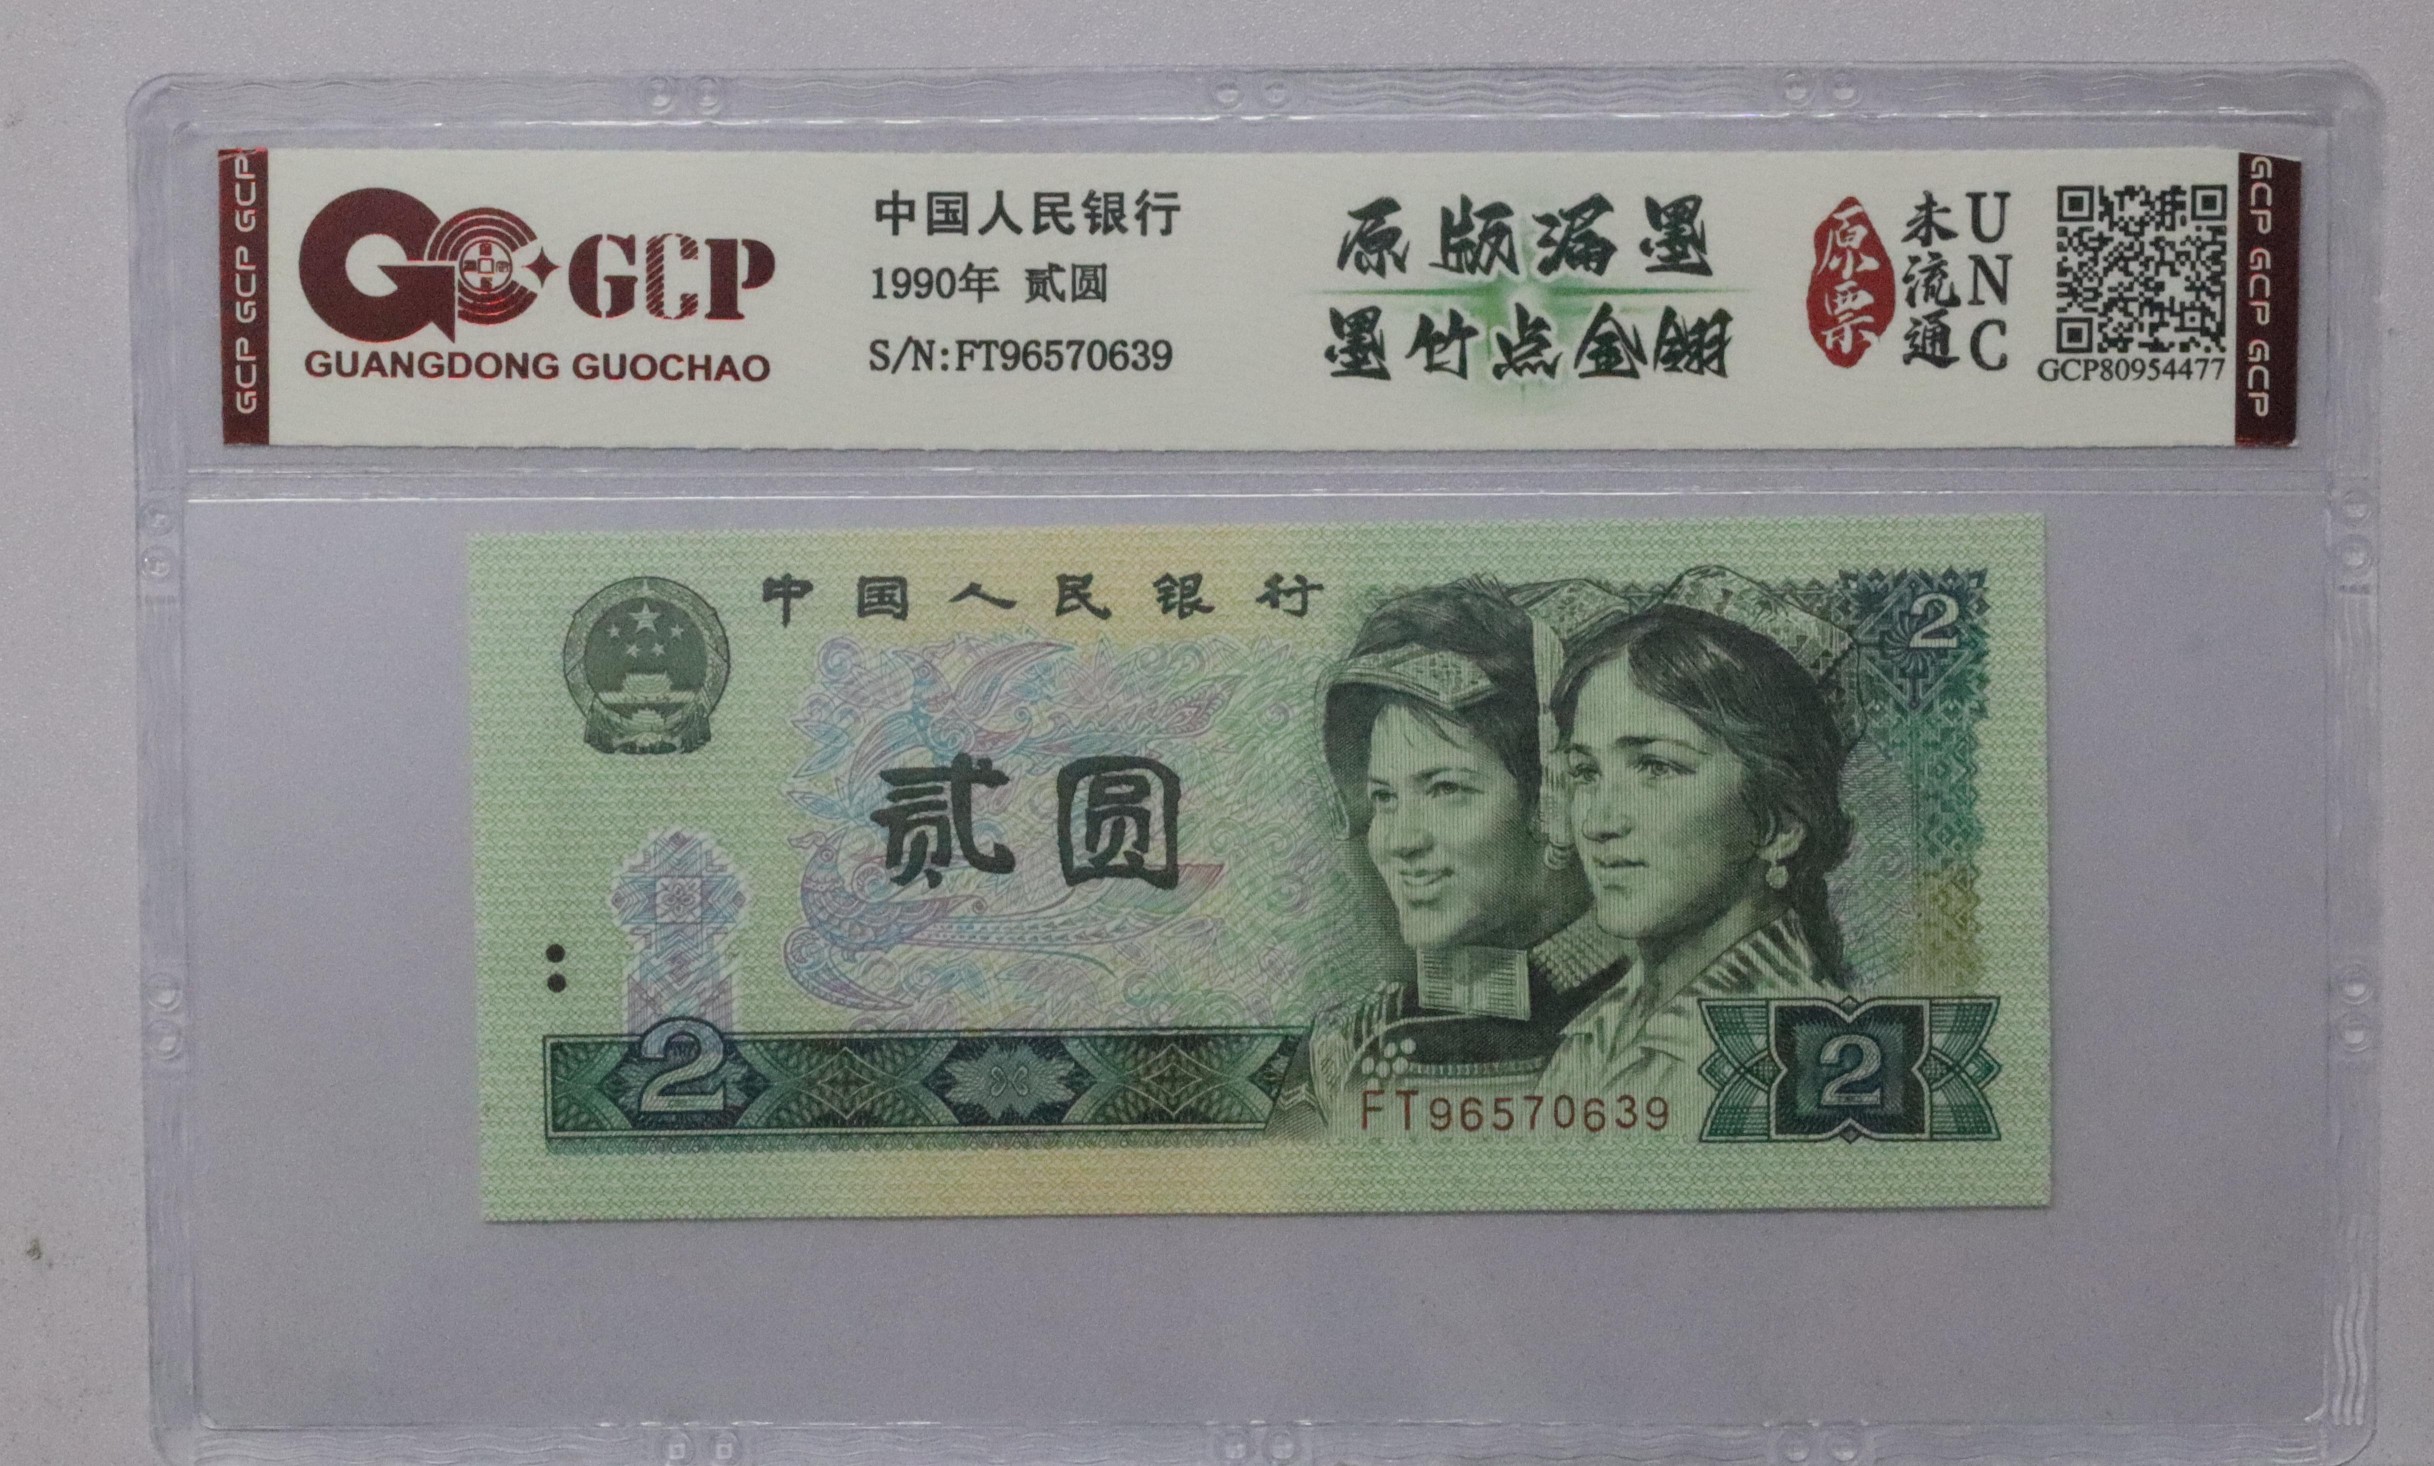 GCP GCP GCP
GCP
GUANGDONG GUOCHAO
中国人民银行
1990年 贰圆
S/N:FT96570639
原版漏墨
墨竹点金翎
原票
未流通
UNC
GCP80954477
GCP GCP GCP
中国人民银行
2
贰圆
2
FT96570639
2